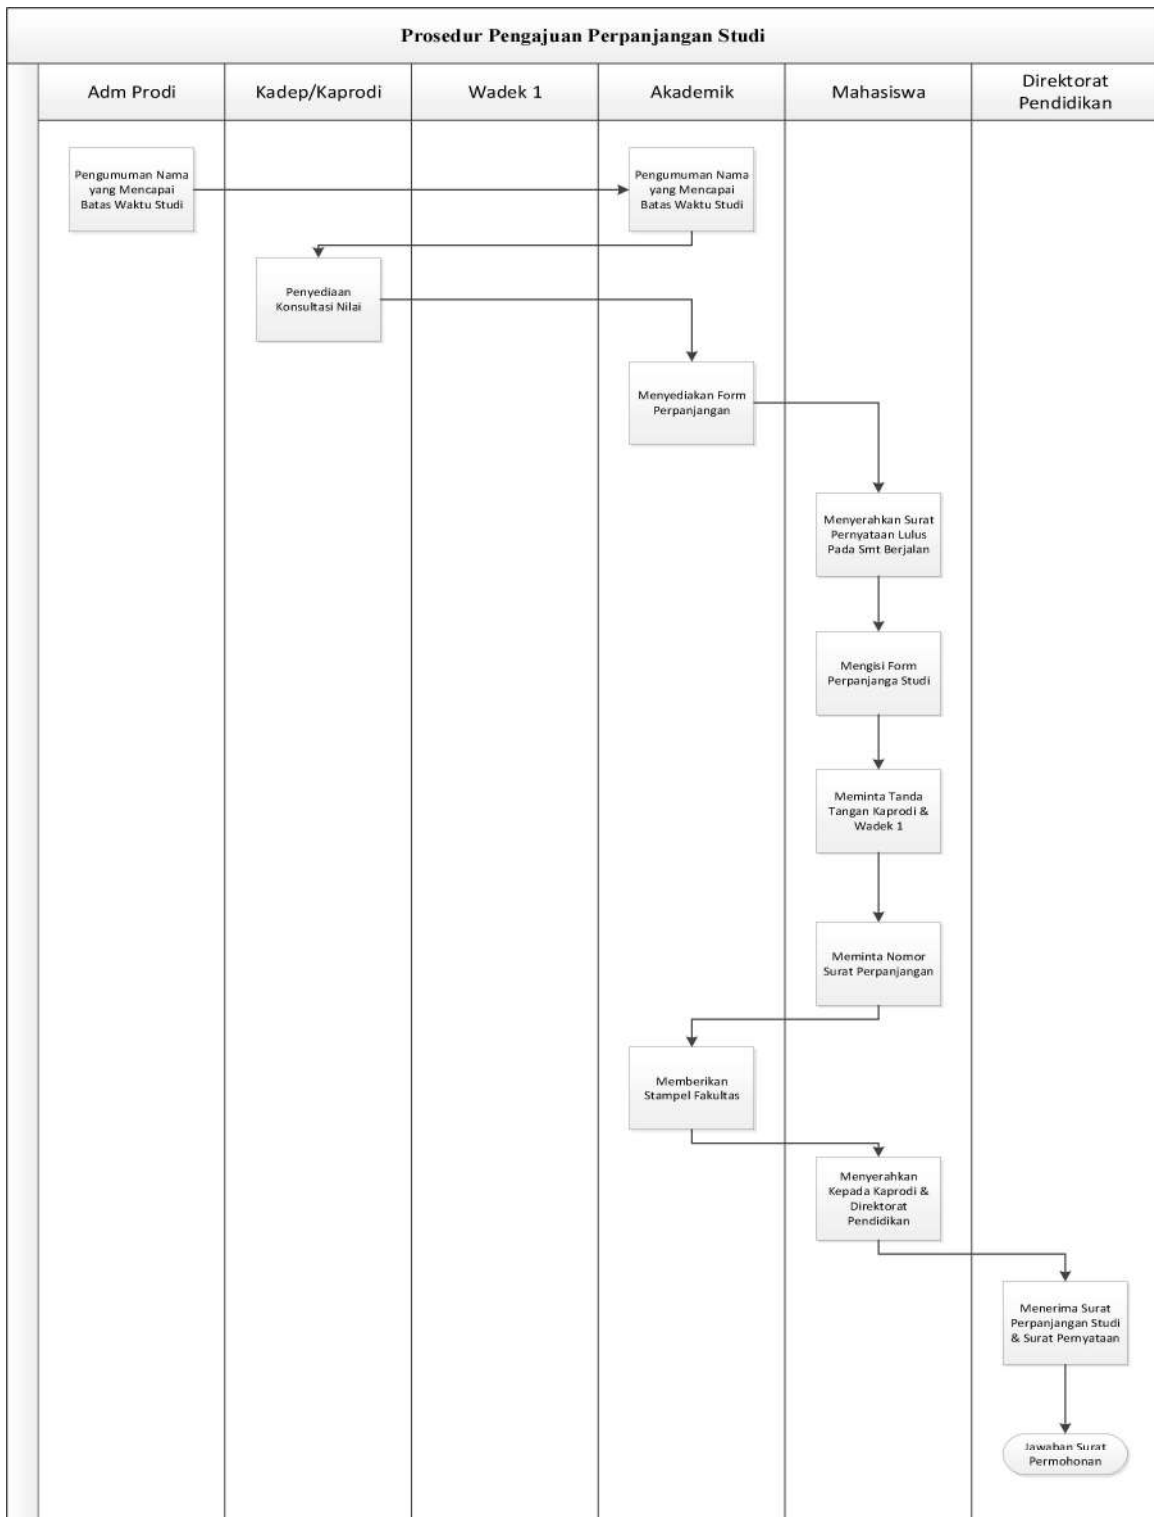 Prosedur Pengajuan Perpanjangan Studi
Adm Prodi
Kadep/Kaprodi
Wadek 1
Akademik
Mahasiswa
Direktorat
Pendidikan
Pengumuman Nama
yang Mencapai
Batas Waktu Studi
Pengumuman Nama
yang Mencapai
Batas Waktu Studi
Penyediaan
Konsultasi Nilai
Menyediakan Form
Perpanjangan
Menyerahkan Surat
Pernyataan Lulus
Pada Smt Berjalan
Mengisi Form
Perpanjanga Studi
Meminta Tanda
Tangan Kaprodi &
Wadek 1
Meminta Nomor
Surat Perpanjangan
Memberikan
Stampel Fakultas
Menyerahkan
Kepada Kaprodi &
Direktorat
Pendidikan
Menerima Surat
Perpanjangan Studi
& Surat Pernyataan
Jawaban Surat
Permohonan